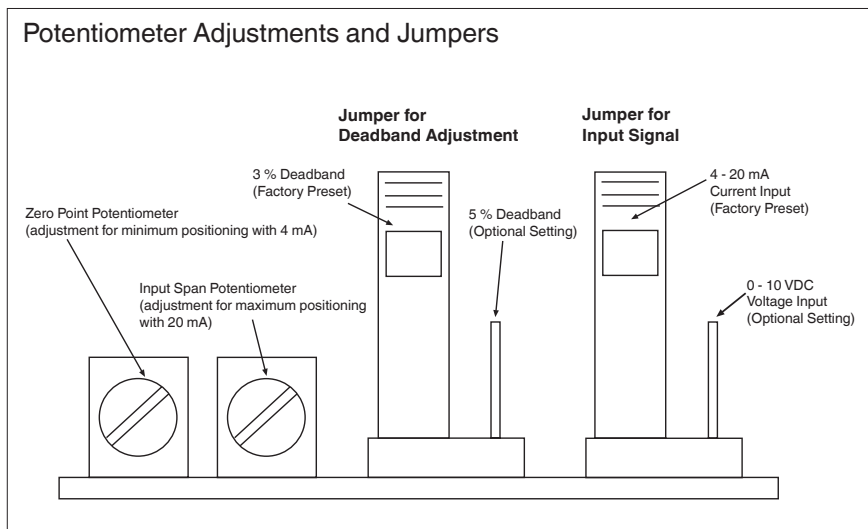 Potentiometer Adjustments and Jumpers
Jumper for
Deadband Adjustment
Jumper for
Input Signal
3 % Deadband
(Factory Preset)
4 - 20 mA
Current Input
(Factory Preset)
Zero Point Potentiometer
(adjustment for minimum positioning with 4 mA)
5 % Deadband
(Optional Setting)
Input Span Potentiometer
(adjustment for maximum positioning
with 20 mA)
0 - 10 VDC
Voltage Input
(Optional Setting)